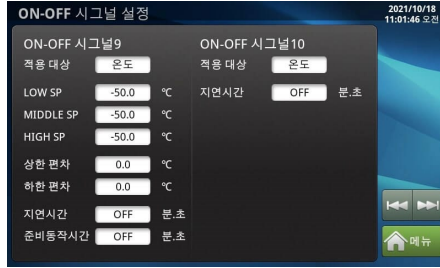 ON-OFF 시그널 설정
2021/10/18
11:01:46 오전
ON-OFF 시그널9
적용 대상 온도
LOW SP -50.0 ℃
MIDDLE SP -50.0 ℃
HIGH SP -50.0 ℃
상한 편차 0.0 ℃
하한 편차 0.0 ℃
지연시간 OFF 분.초
준비동작시간 OFF 분.초
ON-OFF 시그널10
적용 대상 온도
지연시간 OFF 분.초
메뉴